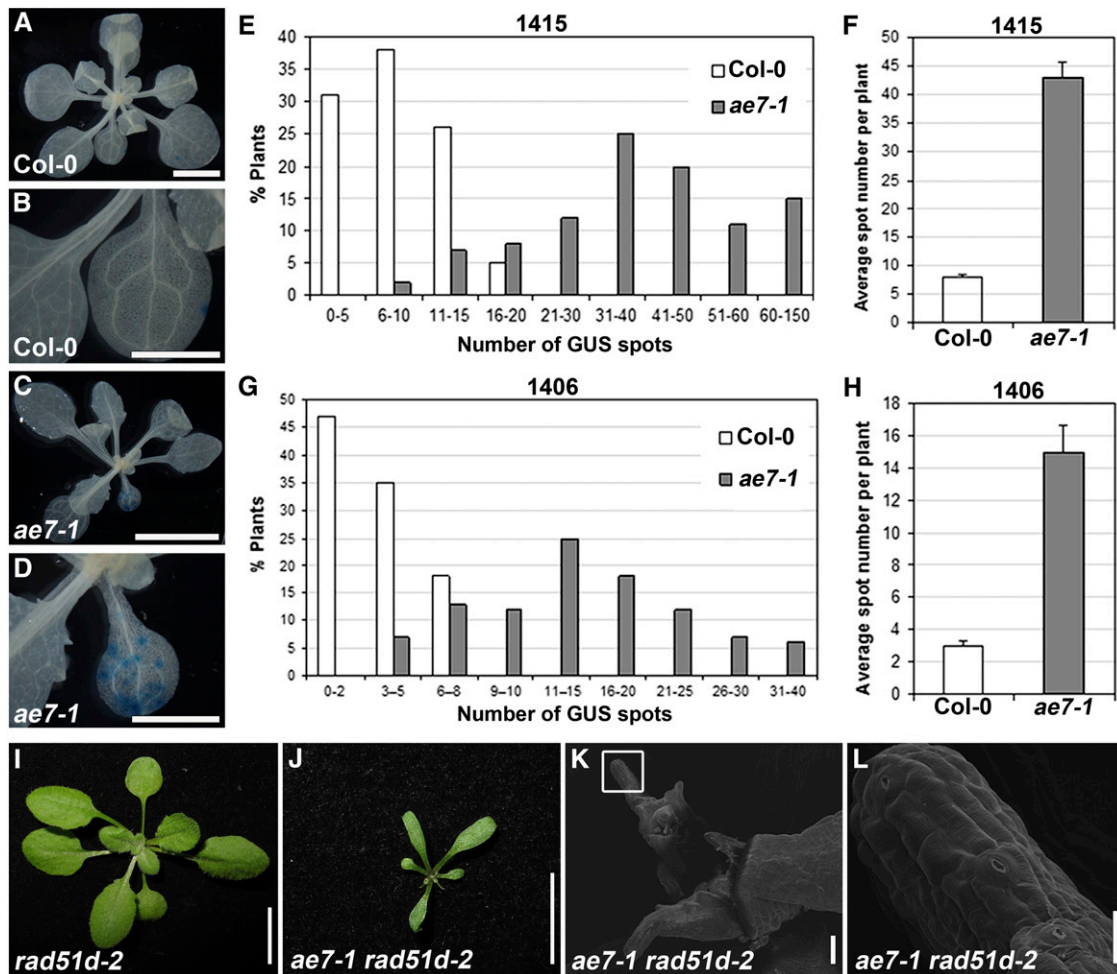 A
Col-0
B
Col-0
C
ae7-1
D
ae7-1
E
1415
40
35
30
25
20
15
10
5
0
% Plants
Col-0
ae7-1
0-5 6-10 11-15 16-20 21-30 31-40 41-50 51-60 60-150
Number of GUS spots
F
1415
50
45
40
35
30
25
20
15
10
5
0
Average spot number per plant
Col-0 ae7-1
G
1406
50
45
40
35
30
25
20
15
10
5
0
% Plants
Col-0
ae7-1
0-2 3–5 6–8 9–10 11–15 16-20 21-25 26-30 31-40
Number of GUS spots
H
1406
18
16
14
12
10
8
6
4
2
0
Average spot number per plant
Col-0 ae7-1
I
rad51d-2
J
ae7-1 rad51d-2
K
ae7-1 rad51d-2
L
ae7-1 rad51d-2